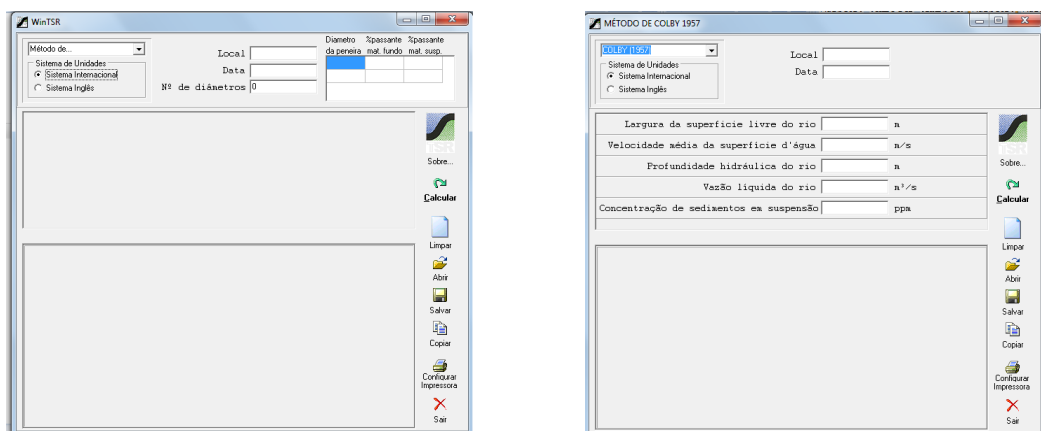 WinTSR
Método de...
Sistema de Unidades
Sistema Internacional
Sistema Inglês
Local
Data
Nº de diâmetros 0
Diametro %passante %passante
da peneira mat. fundo mat. susp.
TSR
Sobre...
Calcular
Limpar
Abrir
Salvar
Copiar
Configurar
Impressora
Sair
MÉTODO DE COLBY 1957
COLBY (1957)
Sistema de Unidades
Sistema Internacional
Sistema Inglês
Local
Data
Largura da superfície livre do rio m
Velocidade média da superfície d'água m/s
Profundidade hidráulica do rio m
Vazão líquida do rio m³/s
Concentração de sedimentos em suspensão ppm
TSR
Sobre...
Calcular
Limpar
Abrir
Salvar
Copiar
Configurar
Impressora
Sair